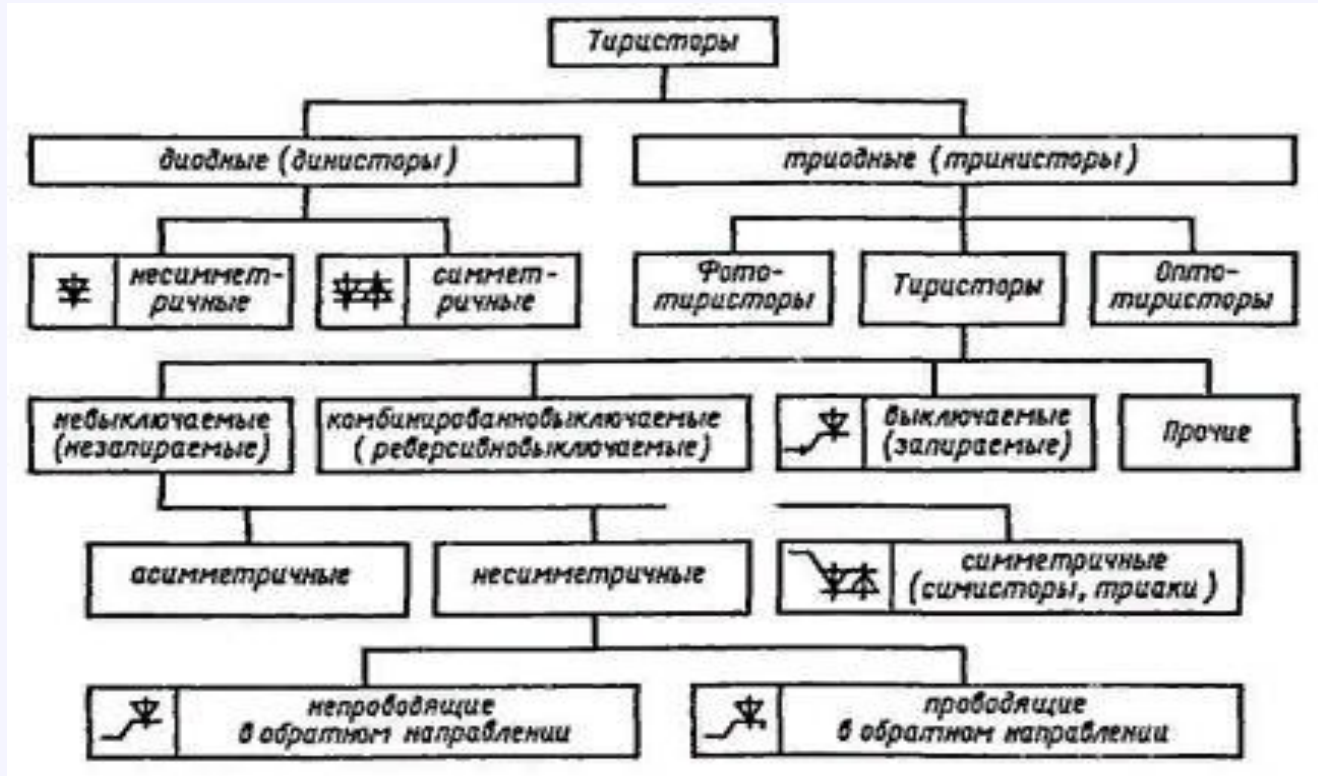 Тиристоры
диодные (динисторы)
триодные (тринисторы)
несиммет-
ричные
симмет-
ричные
Фото-
тиристоры
Тиристоры
Опто-
тиристоры
невыключаемые
(незапираемые)
комбинированновыключаемые
(реверсивновыключаемые)
выключаемые
(запираемые)
Прочие
асимметричные
несимметричные
симметричные
(симисторы, триаки)
непроводящие
в обратном направлении
проводящие
в обратном направлении